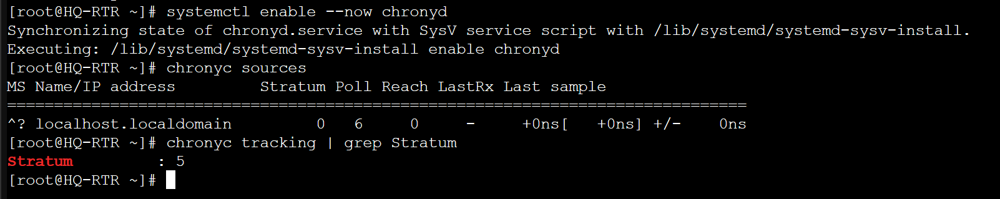 [root@HQ-RTR ~]# systemctl enable --now chronyd
Synchronizing state of chronyd.service with SysV service script with /lib/systemd/systemd-sysv-install.
Executing: /lib/systemd/systemd-sysv-install enable chronyd
[root@HQ-RTR ~]# chronyc sources
MS Name/IP address         Stratum Poll Reach LastRx Last sample
===============================================================================
^? localhost.localdomain         0   6     0     -     +0ns[   +0ns] +/-    0ns
[root@HQ-RTR ~]# chronyc tracking | grep Stratum
Stratum         : 5
[root@HQ-RTR ~]#